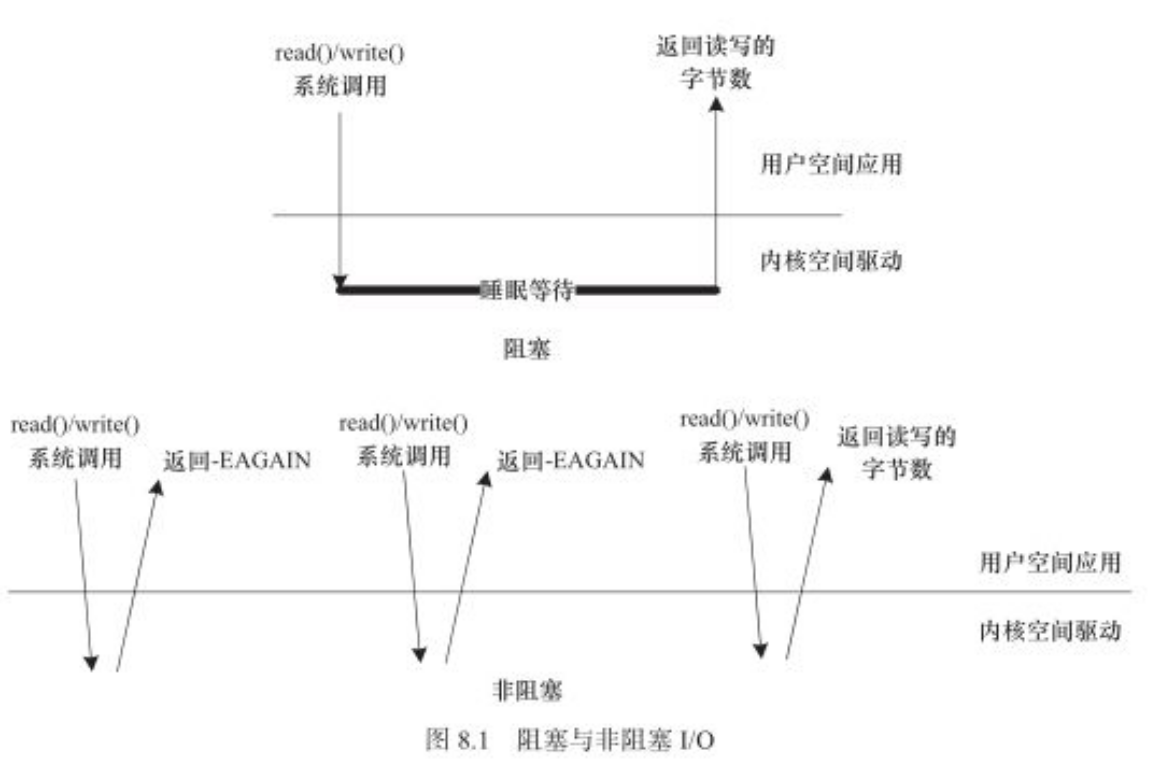 read()/write()
系统调用
返回读写的
字节数
用户空间应用
内核空间驱动
睡眠等待
阻塞
read()/write()
系统调用
返回-EAGAIN
read()/write()
系统调用
返回-EAGAIN
read()/write()
系统调用
返回读写的
字节数
用户空间应用
内核空间驱动
非阻塞
图 8.1 阻塞与非阻塞 I/O